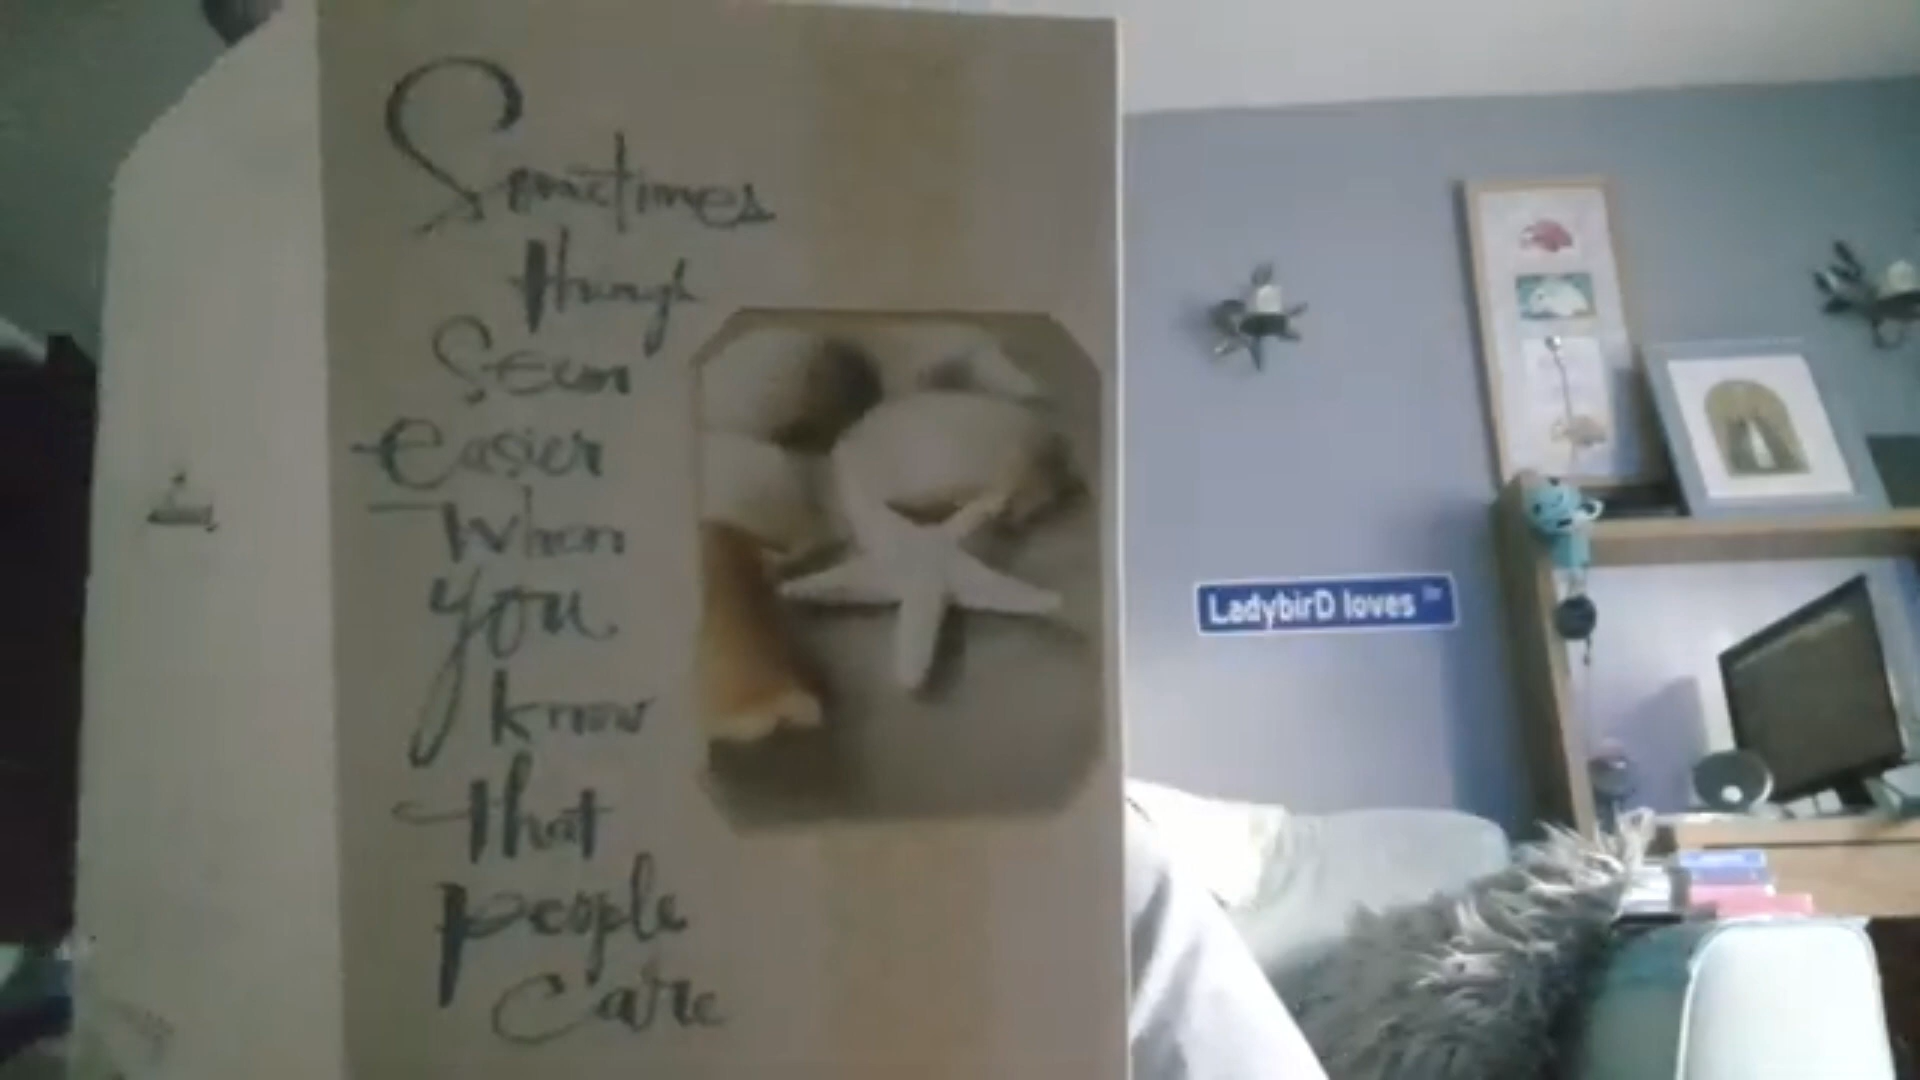 Sometimes
things
seem
easier
when
you
know
that
people
care
LadybirD loves